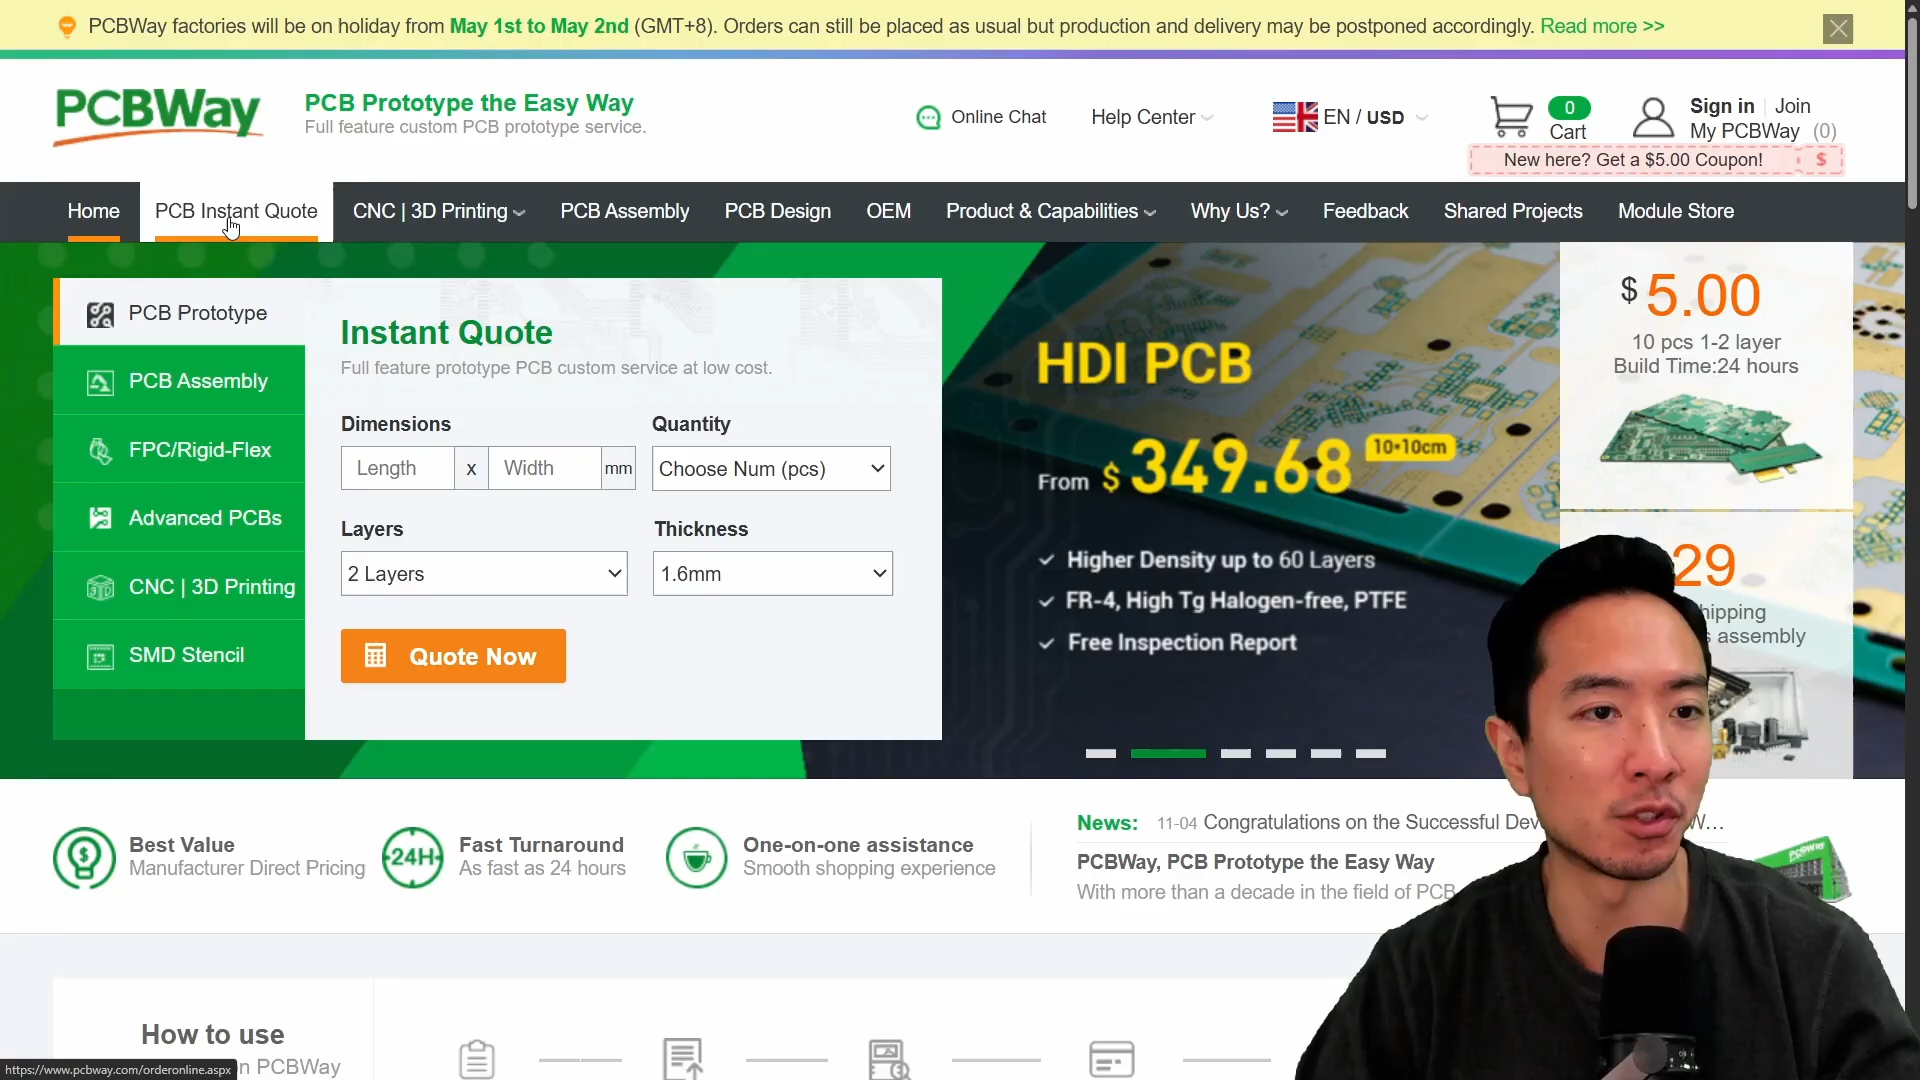 PCBWay factories will be on holiday from May 1st to May 2nd (GMT+8). Orders can still be placed as usual but production and delivery may be postponed accordingly. Read more >>
PCBWay
PCB Prototype the Easy Way
Full feature custom PCB prototype service.
Online Chat
Help Center
EN / USD
0
Cart
Sign in
Join
My PCBWay (0)
New here? Get a $5.00 Coupon! $
Home
PCB Instant Quote
CNC | 3D Printing
PCB Assembly
PCB Design
OEM
Product & Capabilities
Why Us?
Feedback
Shared Projects
Module Store
PCB Prototype
PCB Assembly
FPC/Rigid-Flex
Advanced PCBs
CNC | 3D Printing
SMD Stencil
Instant Quote
Full feature prototype PCB custom service at low cost.
Dimensions
Quantity
Length x Width mm
Choose Num (pcs)
Layers
Thickness
2 Layers
1.6mm
Quote Now
HDI PCB
From $ 349.68 10*10cm
Higher Density up to 60 Layers
FR-4, High Tg Halogen-free, PTFE
Free Inspection Report
$ 5.00
10 pcs 1-2 layer
Build Time:24 hours
29
hipping
assembly
Best Value
Manufacturer Direct Pricing
24H
Fast Turnaround
As fast as 24 hours
One-on-one assistance
Smooth shopping experience
News: 11-04 Congratulations on the Successful Dev W...
PCBWay, PCB Prototype the Easy Way
With more than a decade in the field of PCB
PCBWay
How to use
n PCBWay
https://www.pcbway.com/orderonline.aspx